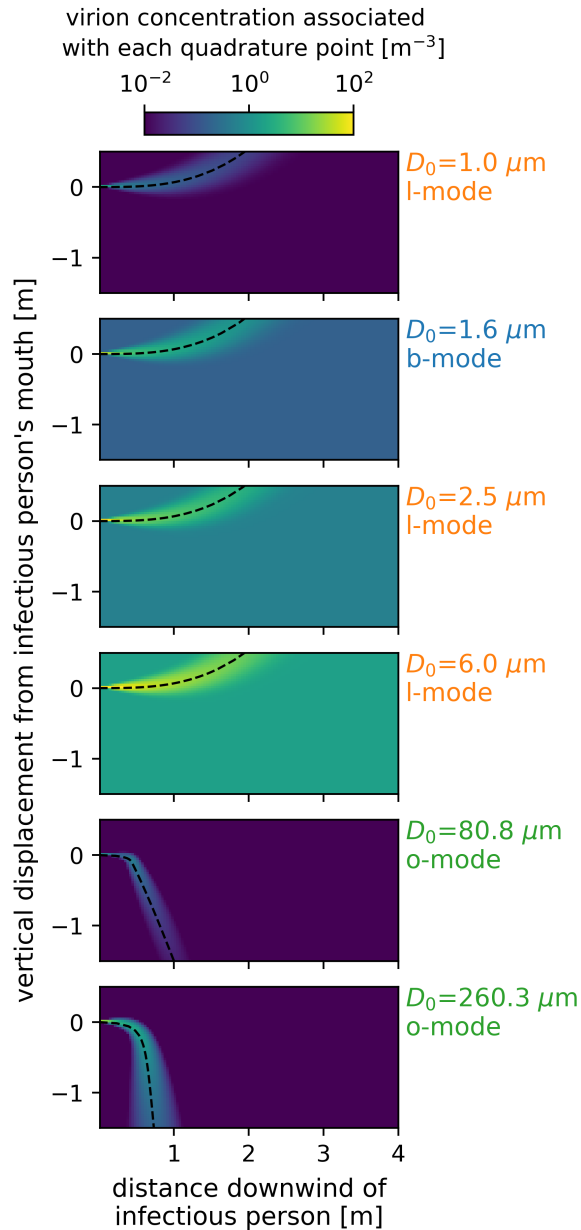 virion concentration associated
with each quadrature point [m⁻³]
10⁻² 10⁰ 10²
vertical displacement from infectious person's mouth [m]
0
−1
D₀=1.0 μm
l-mode
0
−1
D₀=1.6 μm
b-mode
0
−1
D₀=2.5 μm
l-mode
0
−1
D₀=6.0 μm
l-mode
0
−1
D₀=80.8 μm
o-mode
0
−1
D₀=260.3 μm
o-mode
1 2 3 4
distance downwind of
infectious person [m]